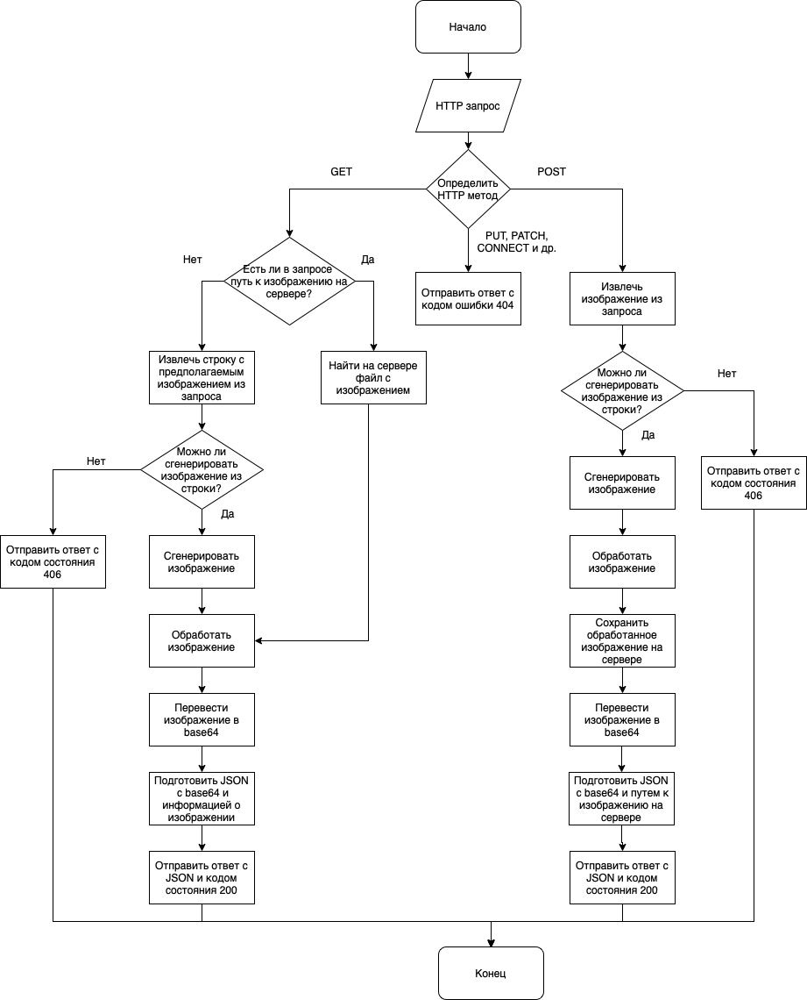 Начало
HTTP запрос
GET
POST
Определить
HTTP метод
PUT, PATCH,
CONNECT и др.
Нет
Да
Есть ли в запросе
путь к изображению на
сервере?
Отправить ответ с
кодом ошибки 404
Извлечь
изображение из
запроса
Извлечь строку с
предполагаемым
изображением из
запроса
Найти на сервере
файл с
изображением
Можно ли
сгенерировать
изображение из
строки?
Нет
Да
Можно ли
сгенерировать
изображение из
строки?
Нет
Да
Сгенерировать
изображение
Отправить ответ с
кодом состояния
406
Отправить ответ с
кодом состояния
406
Сгенерировать
изображение
Обработать
изображение
Обработать
изображение
Сохранить
обработанное
изображение на
сервере
Перевести
изображение в
base64
Перевести
изображение в
base64
Подготовить JSON
с base64 и
информацией о
изображении
Подготовить JSON
с base64 и путем к
изображению на
сервере
Отправить ответ с
JSON и кодом
состояния 200
Отправить ответ с
JSON и кодом
состояния 200
Конец